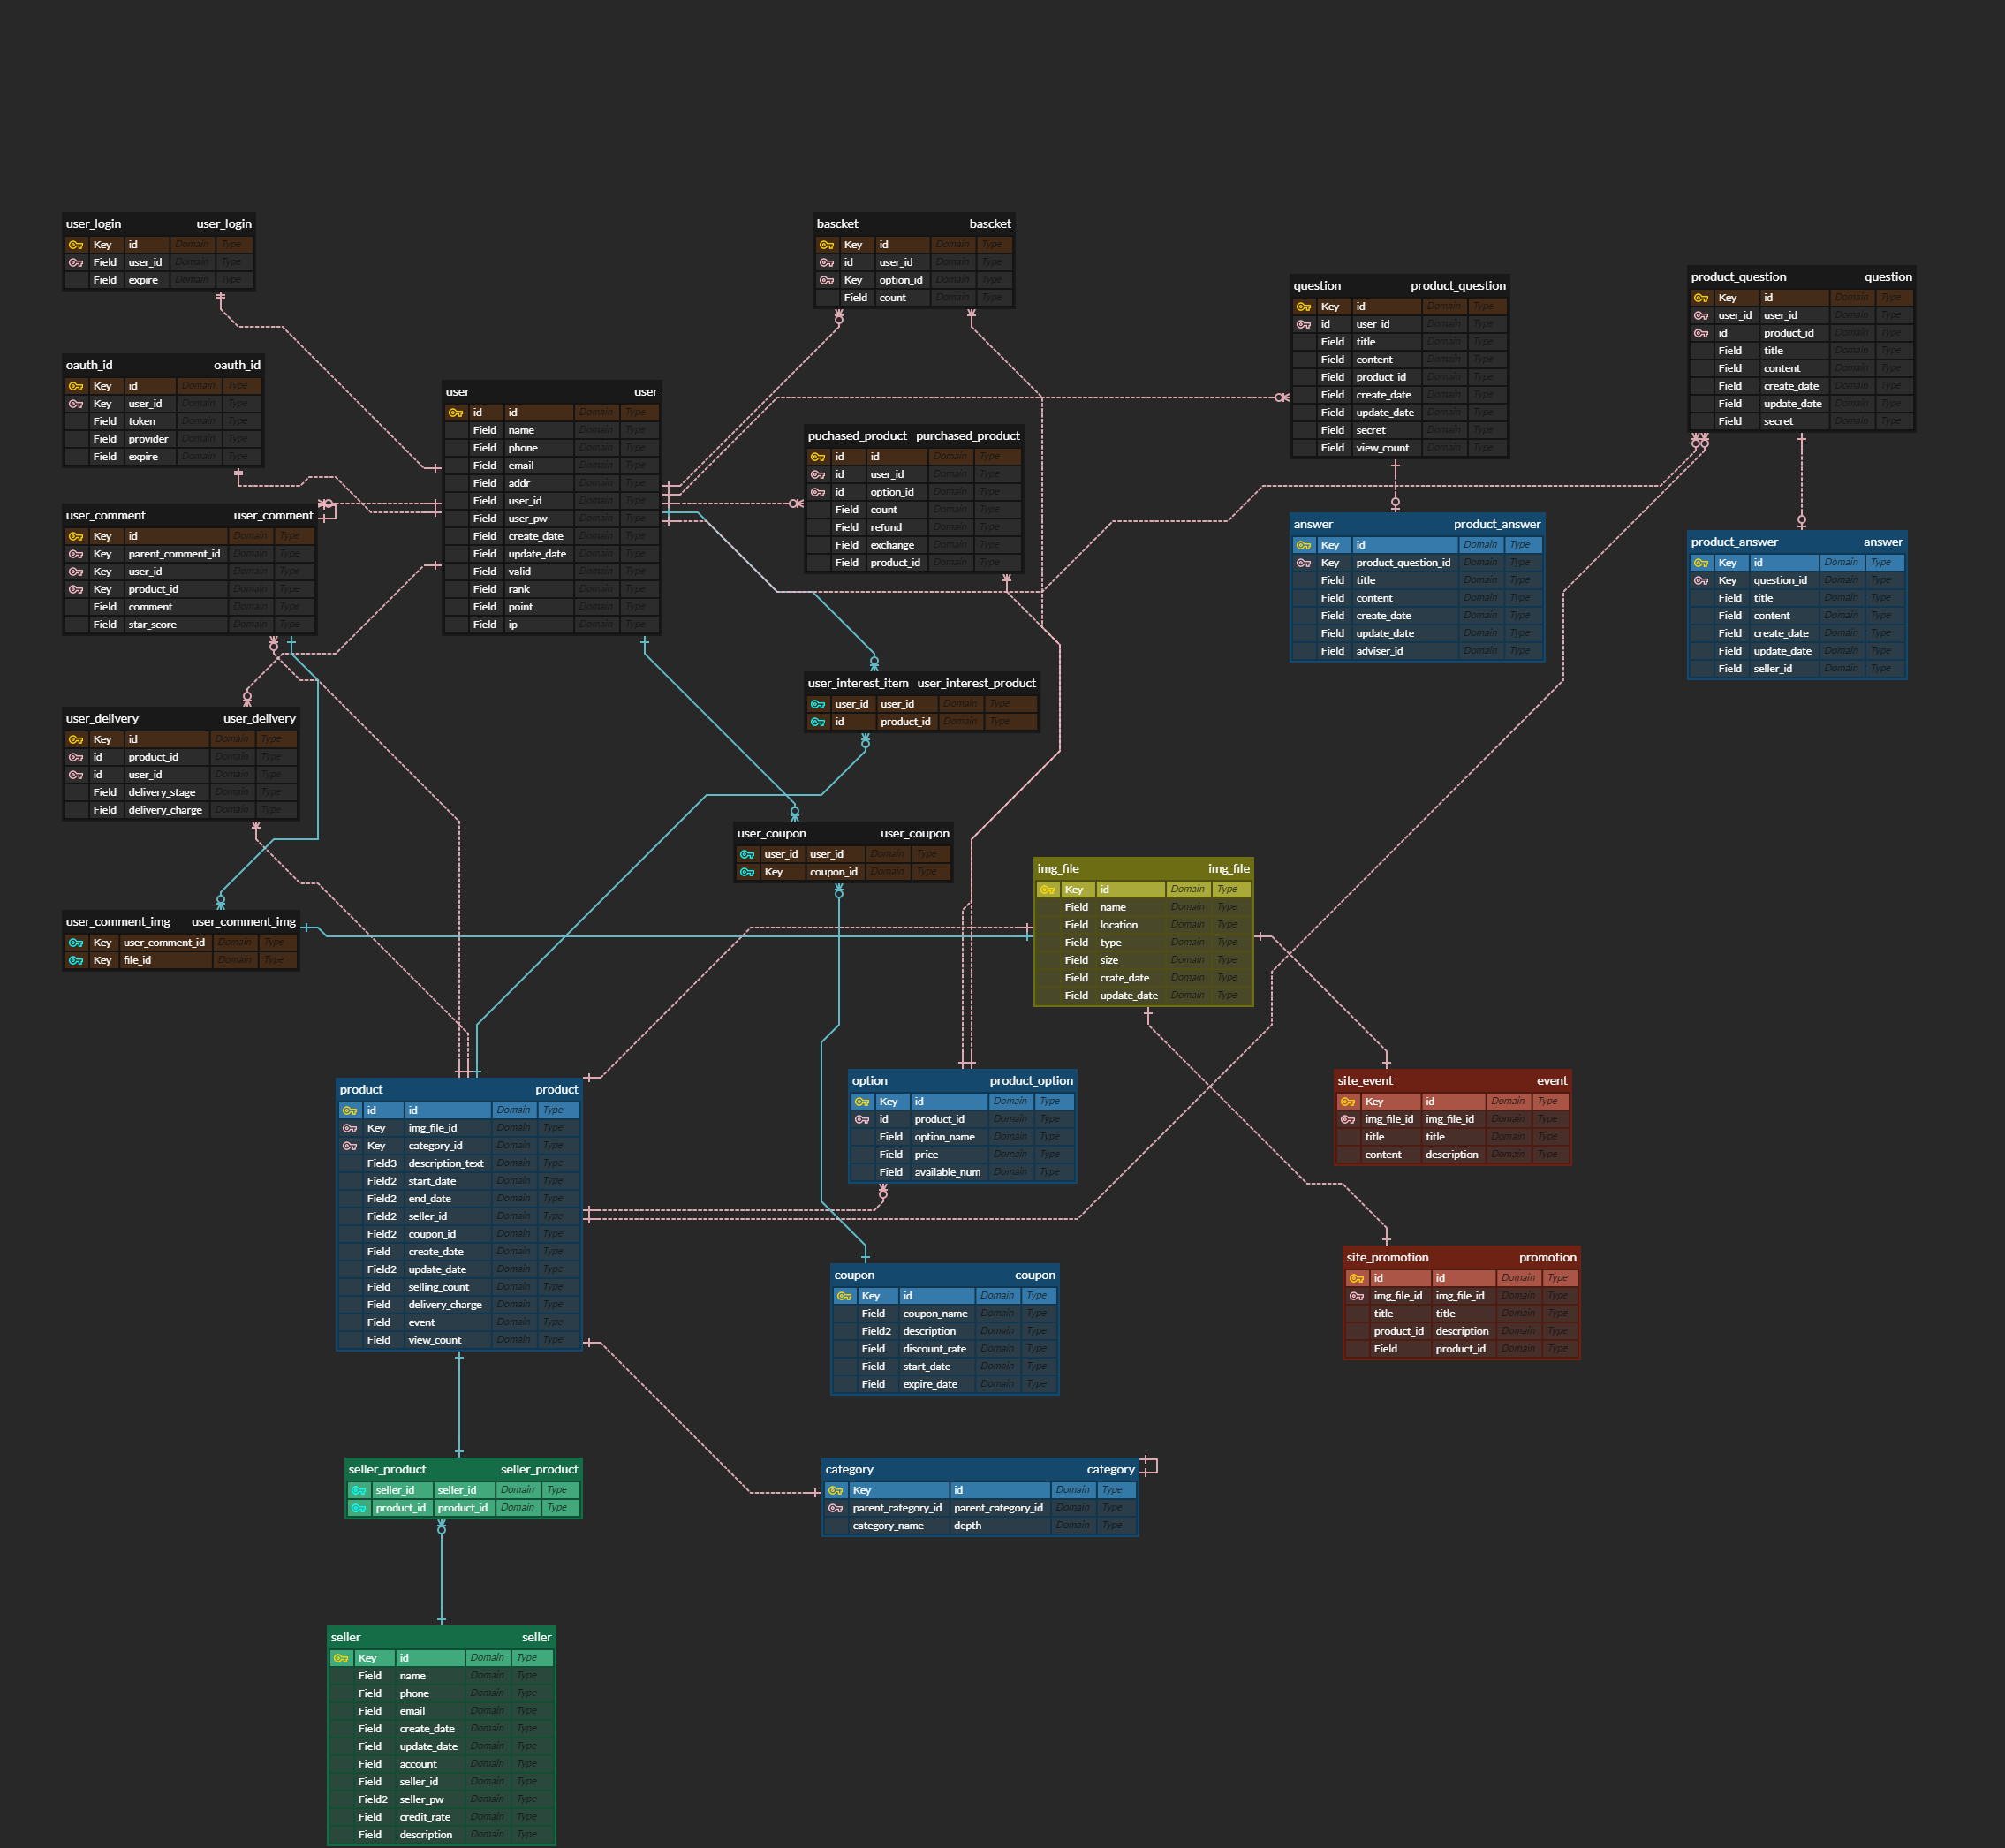 user_login user_login
Key id Domain Type
Field user_id Domain Type
Field expire Domain Type
bascket bascket
Key id Domain Type
id user_id Domain Type
Key option_id Domain Type
Field count Domain Type
product_question question
Key id Domain Type
user_id user_id Domain Type
id product_id Domain Type
Field title Domain Type
Field content Domain Type
Field create_date Domain Type
Field update_date Domain Type
Field secret Domain Type
question product_question
Key id Domain Type
id user_id Domain Type
Field title Domain Type
Field content Domain Type
Field product_id Domain Type
Field create_date Domain Type
Field update_date Domain Type
Field secret Domain Type
Field view_count Domain Type
oauth_id oauth_id
Key id Domain Type
Key user_id Domain Type
Field token Domain Type
Field provider Domain Type
Field expire Domain Type
user user
id id Domain Type
Field name Domain Type
Field phone Domain Type
Field email Domain Type
Field addr Domain Type
Field user_id Domain Type
Field user_pw Domain Type
Field create_date Domain Type
Field update_date Domain Type
Field valid Domain Type
Field rank Domain Type
Field point Domain Type
Field ip Domain Type
puchased_product purchased_product
id id Domain Type
id user_id Domain Type
id option_id Domain Type
Field count Domain Type
Field refund Domain Type
Field exchange Domain Type
Field product_id Domain Type
user_comment user_comment
Key id Domain Type
Key parent_comment_id Domain Type
Key user_id Domain Type
Key product_id Domain Type
Field comment Domain Type
Field star_score Domain Type
answer product_answer
Key id Domain Type
Key product_question_id Domain Type
Field title Domain Type
Field content Domain Type
Field create_date Domain Type
Field update_date Domain Type
Field adviser_id Domain Type
product_answer answer
Key id Domain Type
Key question_id Domain Type
Field title Domain Type
Field content Domain Type
Field create_date Domain Type
Field update_date Domain Type
Field seller_id Domain Type
user_interest_item user_interest_product
user_id user_id Domain Type
id product_id Domain Type
user_delivery user_delivery
Key id Domain Type
id product_id Domain Type
id user_id Domain Type
Field delivery_stage Domain Type
Field delivery_charge Domain Type
user_coupon user_coupon
user_id user_id Domain Type
Key coupon_id Domain Type
img_file img_file
Key id Domain Type
Field name Domain Type
Field location Domain Type
Field type Domain Type
Field size Domain Type
Field crate_date Domain Type
Field update_date Domain Type
user_comment_img user_comment_img
Key user_comment_id Domain Type
Key file_id Domain Type
product product
id id Domain Type
Key img_file_id Domain Type
Key category_id Domain Type
Field3 description_text Domain Type
Field2 start_date Domain Type
Field2 end_date Domain Type
Field2 seller_id Domain Type
Field2 coupon_id Domain Type
Field create_date Domain Type
Field2 update_date Domain Type
Field selling_count Domain Type
Field delivery_charge Domain Type
Field event Domain Type
Field view_count Domain Type
option product_option
Key id Domain Type
id product_id Domain Type
Field option_name Domain Type
Field price Domain Type
Field available_num Domain Type
site_event event
Key id Domain Type
img_file_id img_file_id Domain Type
title title Domain Type
content description Domain Type
site_promotion promotion
id id Domain Type
img_file_id img_file_id Domain Type
title title Domain Type
product_id description Domain Type
Field product_id Domain Type
coupon coupon
Key id Domain Type
Field coupon_name Domain Type
Field2 description Domain Type
Field discount_rate Domain Type
Field start_date Domain Type
Field expire_date Domain Type
seller_product seller_product
seller_id seller_id Domain Type
product_id product_id Domain Type
category category
Key id Domain Type
parent_category_id parent_category_id Domain Type
category_name depth Domain Type
seller seller
Key id Domain Type
Field name Domain Type
Field phone Domain Type
Field email Domain Type
Field create_date Domain Type
Field update_date Domain Type
Field account Domain Type
Field seller_id Domain Type
Field2 seller_pw Domain Type
Field credit_rate Domain Type
Field description Domain Type